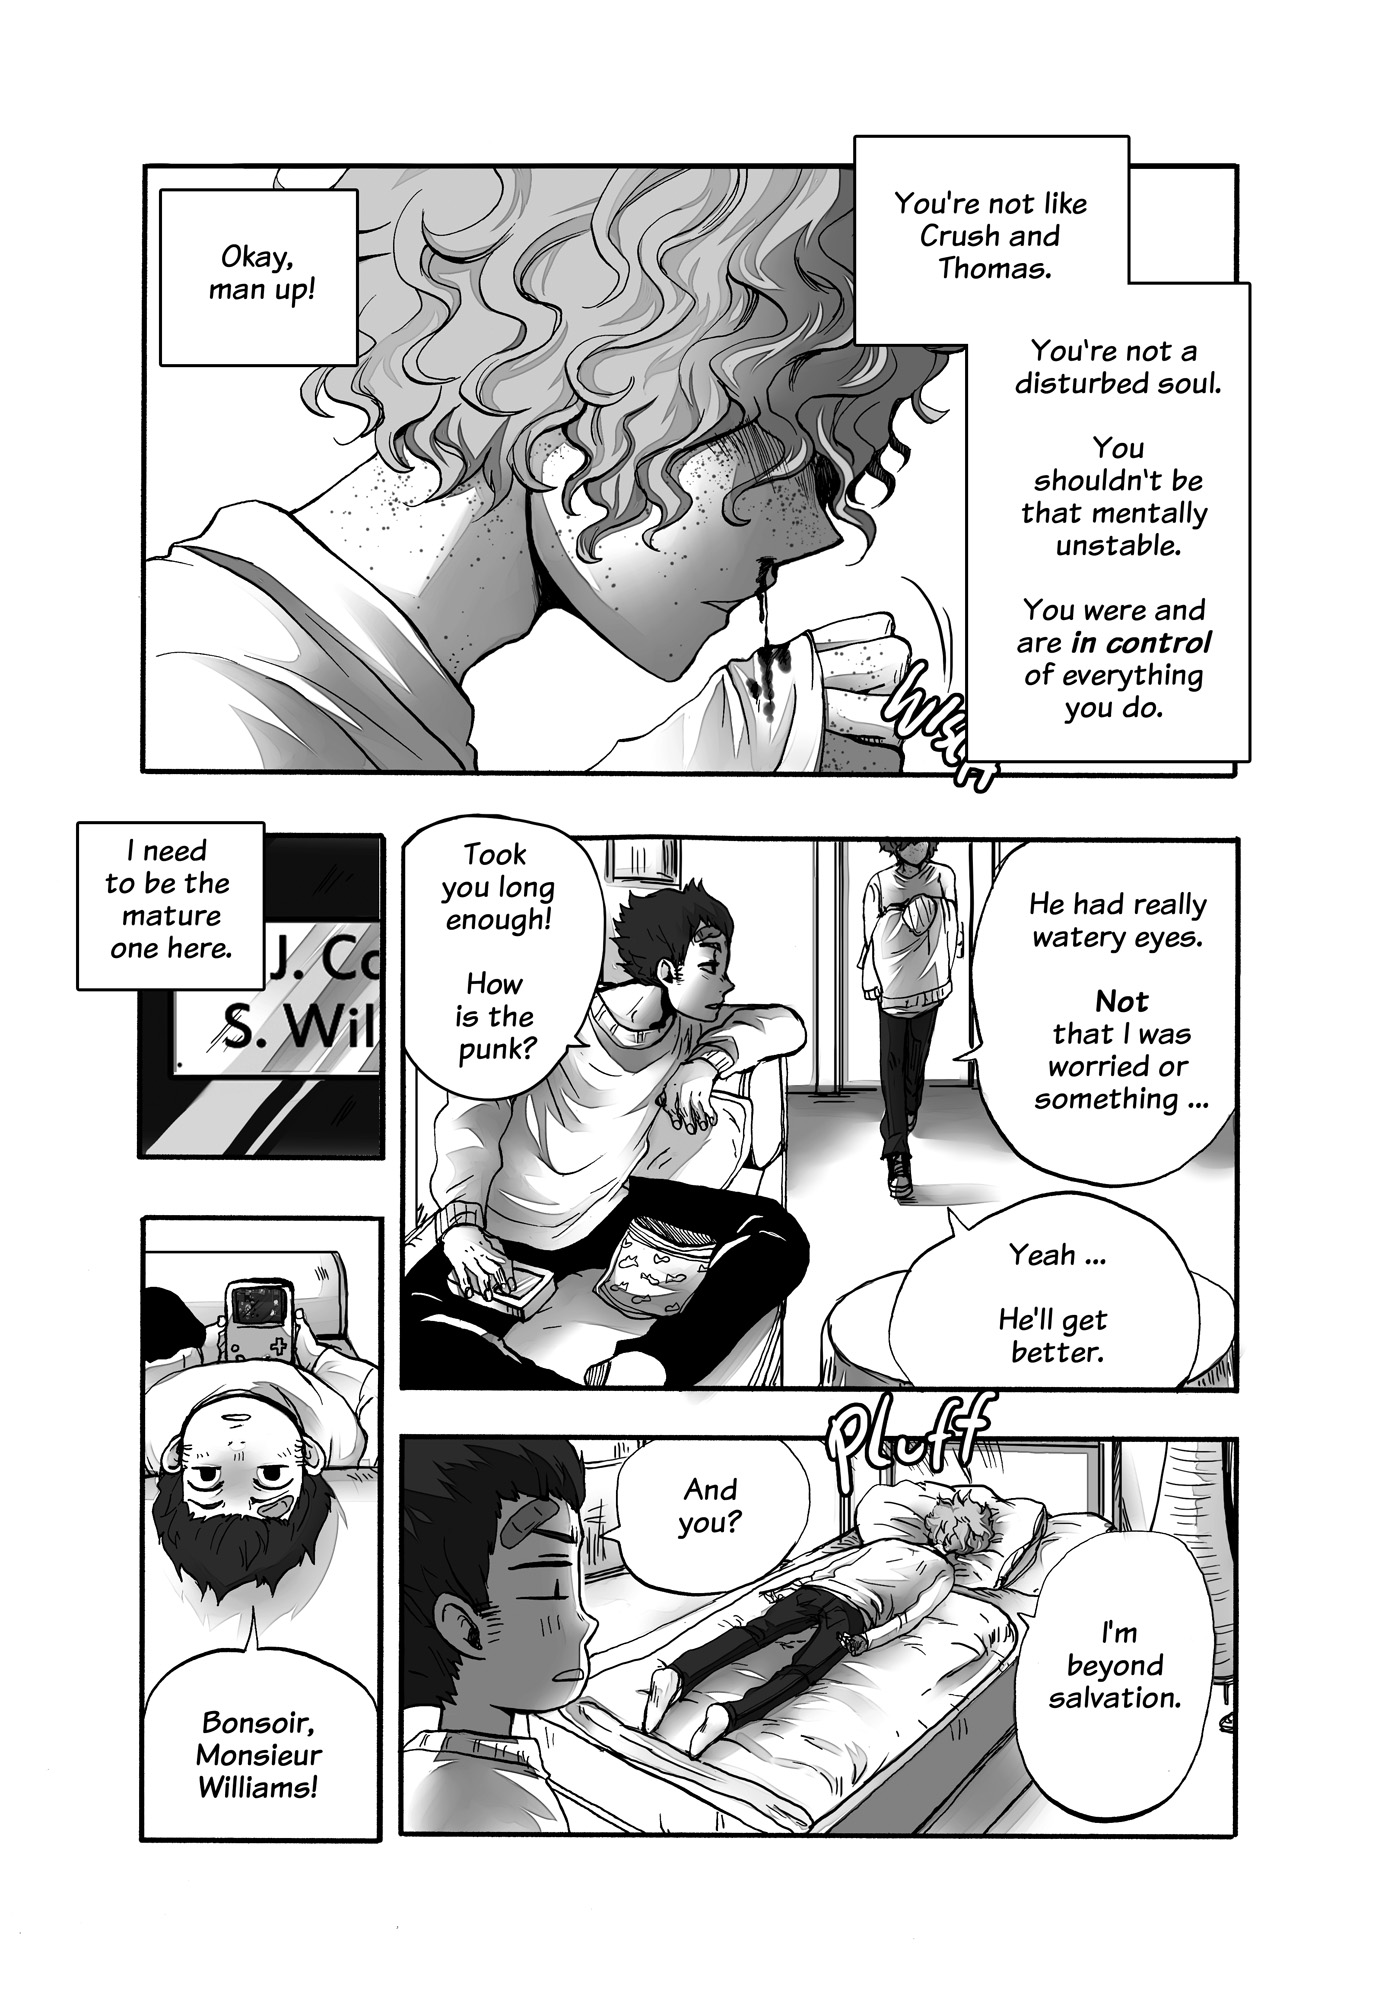 Okay,
man up!
You're not like
Crush and
Thomas.
You're not a
disturbed soul.
You
shouldn't be
that mentally
unstable.
You were and
are in control
of everything
you do.
WISH
I need
to be the
mature
one here.
J. Co
S. Wil
Bonsoir,
Monsieur
Williams!
Took
you long
enough!
How
is the
punk?
He had really
watery eyes.
Not
that I was
worried or
something ...
Yeah ...
He'll get
better.
Pluff
And
you?
I'm
beyond
salvation.